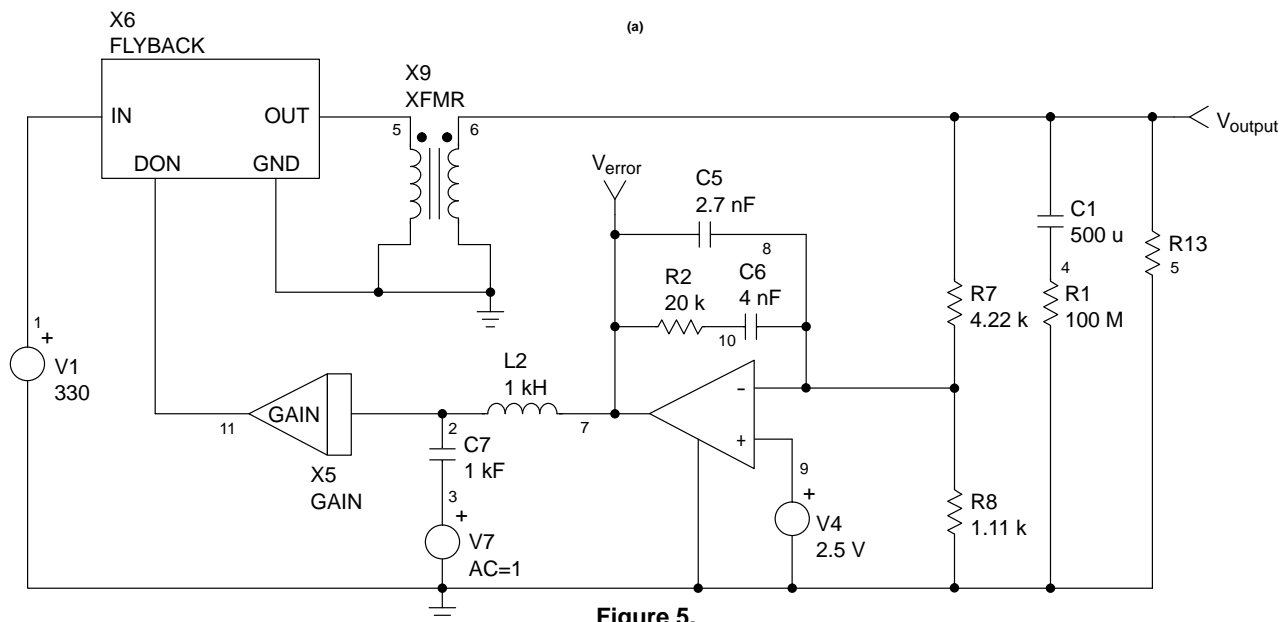 (a)
X6
FLYBACK
IN
OUT
DON
GND
X9
XFMR
5
6
V_output
V_error
C5
2.7 nF
8
R2
20 k
C6
4 nF
10
C1
500 u
R13
5
4
R1
100 M
R7
4.22 k
1
+
V1
330
L2
1 kH
GAIN
11
X5
GAIN
2
7
C7
1 kF
3
+
V7
AC=1
-
+
9
+
V4
2.5 V
R8
1.11 k
Figure 5.